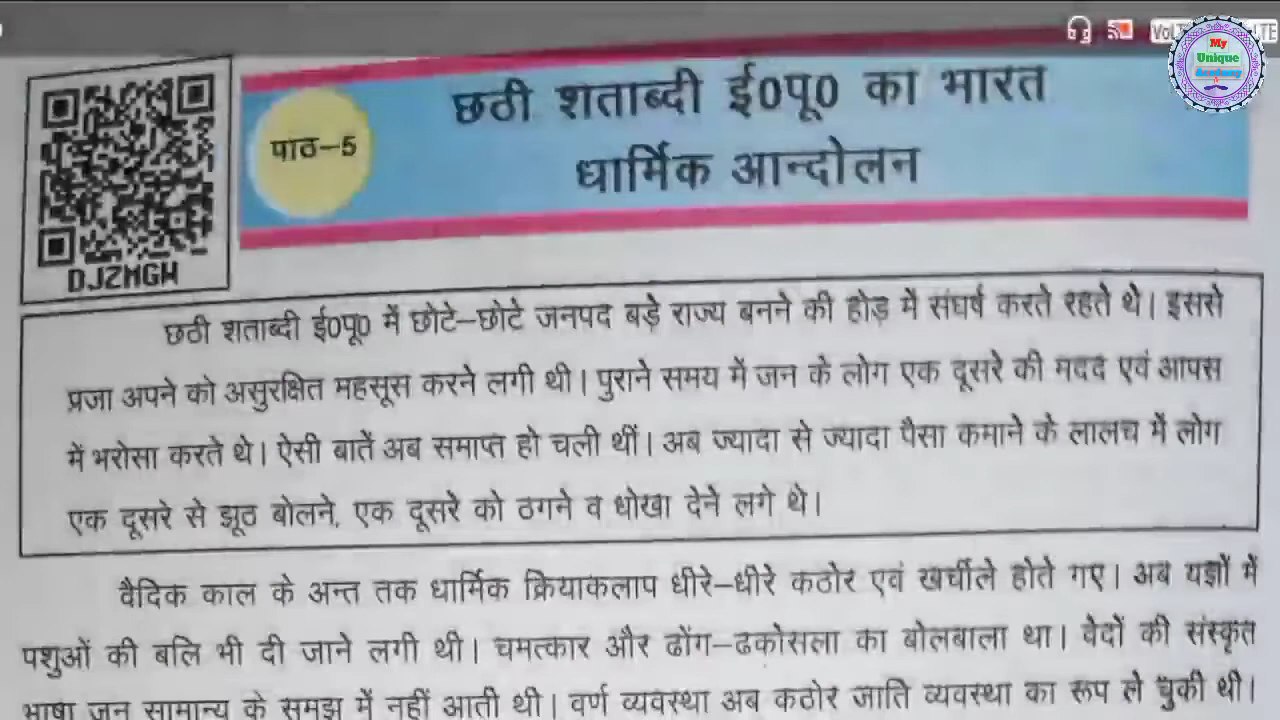 VoLTE
LTE
My
Unique
Academy
छठी शताब्दी ई0पू0 का भारत
पाठ-5
धार्मिक आन्दोलन
DJZMGW
छठी शताब्दी ई0पू0 में छोटे-छोटे जनपद बड़े राज्य बनने की होड़ में संघर्ष करते रहते थे। इससे
प्रजा अपने को असुरक्षित महसूस करने लगी थी। पुराने समय में जन के लोग एक दूसरे की मदद एवं आपस
में भरोसा करते थे। ऐसी बातें अब समाप्त हो चली थीं। अब ज्यादा से ज्यादा पैसा कमाने के लालच में लोग
एक दूसरे से झूठ बोलने, एक दूसरे को ठगने व धोखा देने लगे थे।
वैदिक काल के अन्त तक धार्मिक क्रियाकलाप धीरे-धीरे कठोर एवं खर्चीले होते गए। अब यज्ञों में
पशुओं की बलि भी दी जाने लगी थी। चमत्कार और ढोंग-ढकोसला का बोलबाला था। वेदों की संस्कृत
भाषा जन सामान्य के समझ में नहीं आती थी। वर्ण व्यवस्था अब कठोर जाति व्यवस्था का रूप ले चुकी थी।